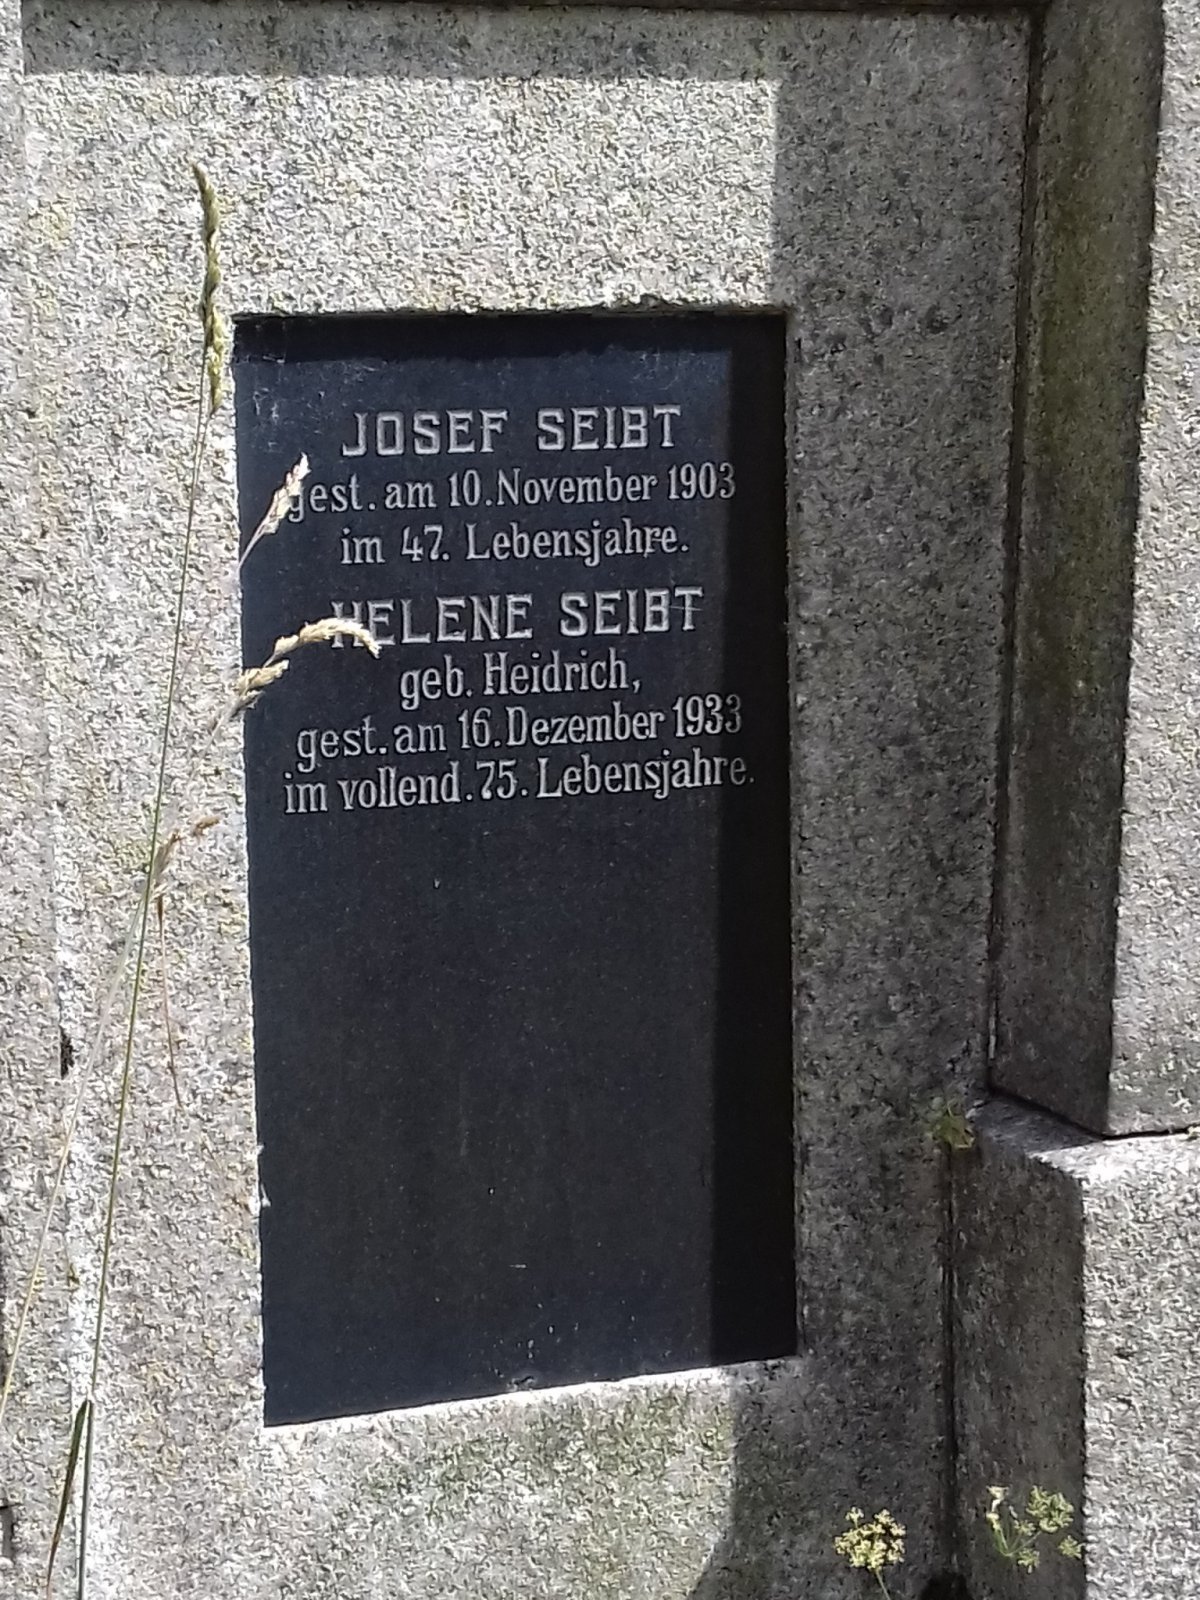 JOSEF SEIBT
gest. am 10. November 1903
im 47. Lebensjahre.
HELENE SEIBT
geb. Heidrich,
gest. am 16. Dezember 1933
im vollend. 75. Lebensjahre.